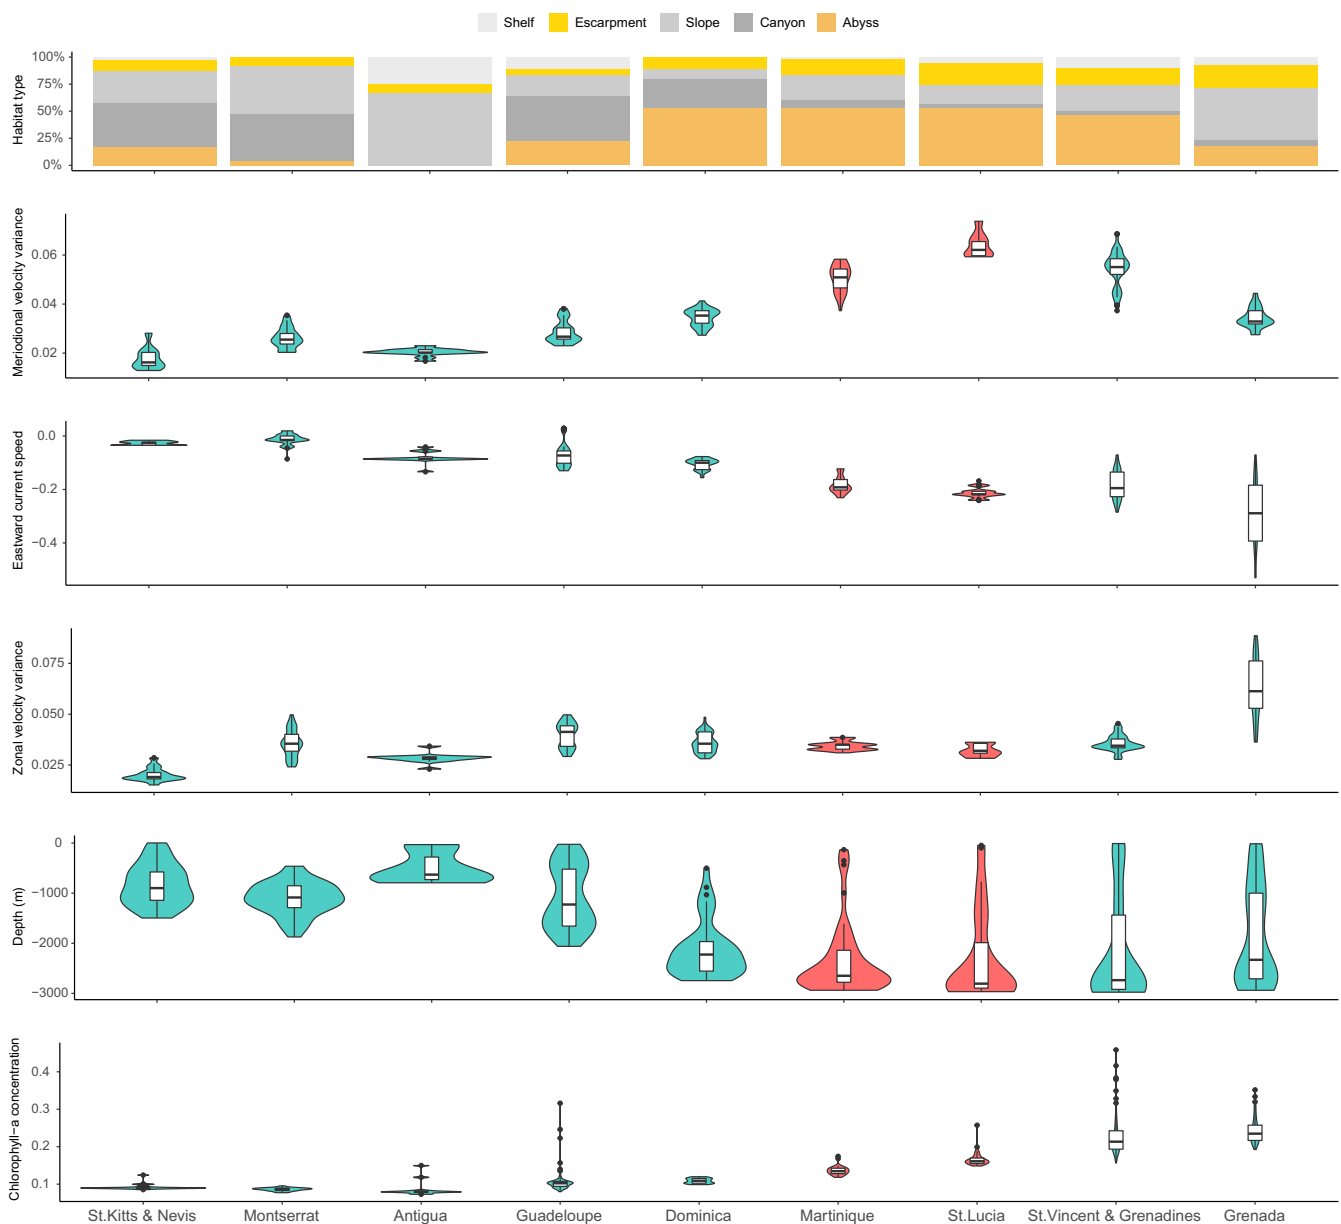 Shelf Escarpment Slope Canyon Abyss
Habitat type
100%
75%
50%
25%
0%
Meriodonal velocity variance
0.06
0.04
0.02
Eastward current speed
0.0
−0.2
−0.4
Zonal velocity variance
0.075
0.050
0.025
Depth (m)
0
−1000
−2000
−3000
Chlorophyll−a concentration
0.4
0.3
0.2
0.1
St.Kitts & Nevis Montserrat Antigua Guadeloupe Dominica Martinique St.Lucia St.Vincent & Grenadines Grenada